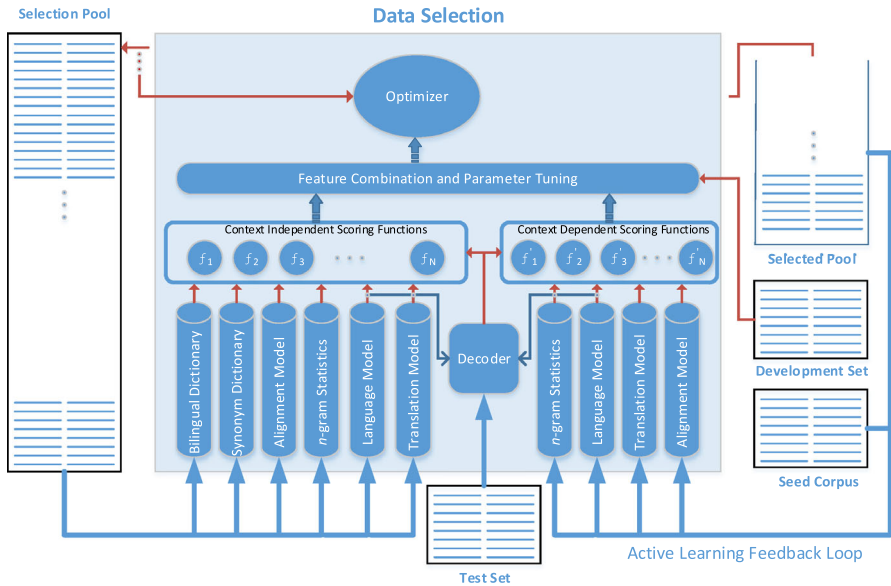 Data Selection
Selection Pool
Optimizer
Feature Combination and Parameter Tuning
Context Independent Scoring Functions
Context Dependent Scoring Functions
f1 f2 f3 ... fN
f'1 f'2 f'3 .... f'N
Selected Pool
Bilingual Dictionary
Synonym Dictionary
Alignment Model
n-gram Statistics
Language Model
Translation Model
Decoder
n-gram Statistics
Language Model
Translation Model
Alignment Model
Development Set
Seed Corpus
Active Learning Feedback Loop
Test Set